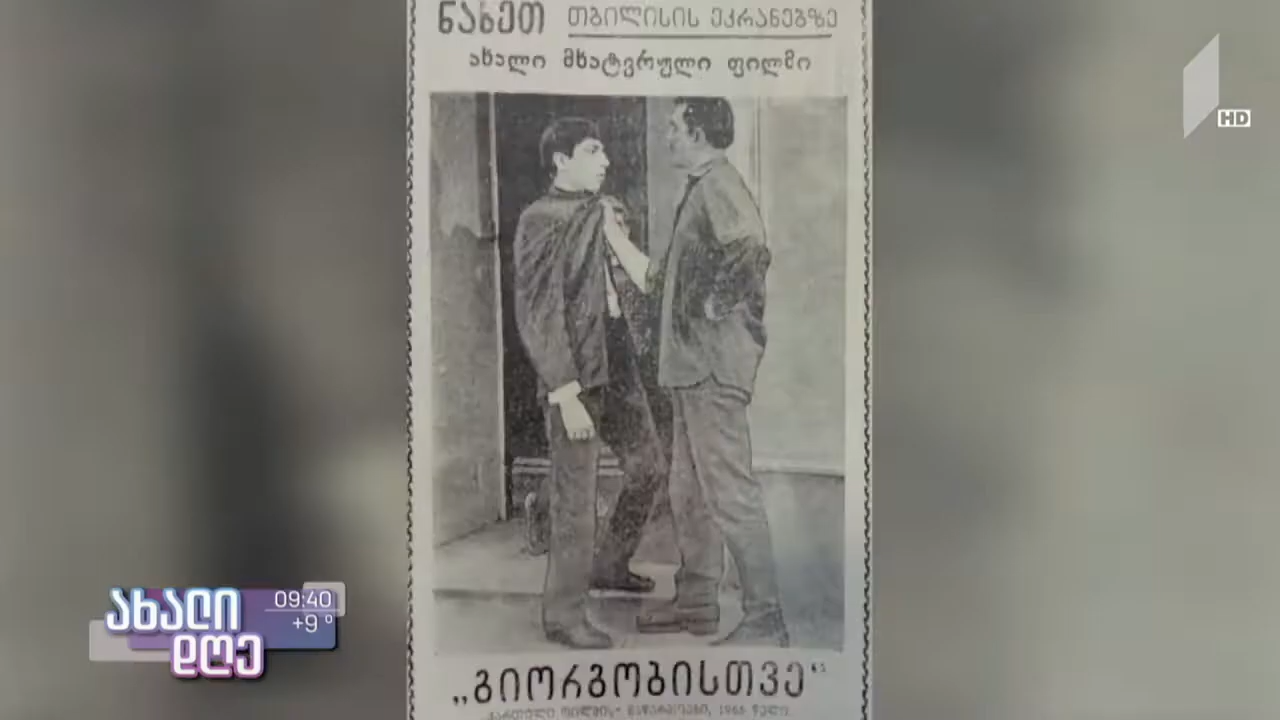 ნახეთ თბილისის ეკრანებზე
ახალი მხატვრული ფილმი
„გიორგობისთვე“
HD
ახალი
დღე
09:40
+9°